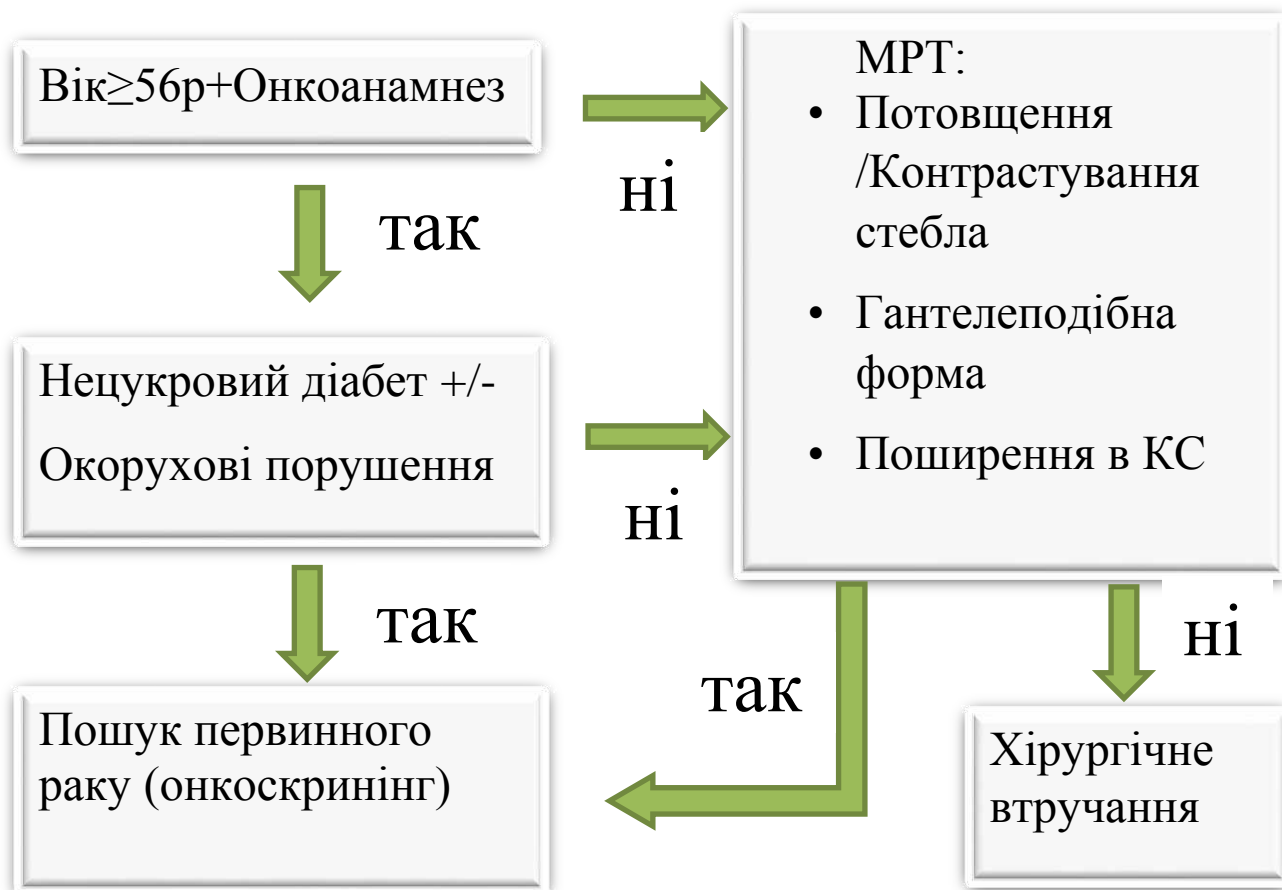 Вік≥56р+Онкоанамнез
ні
МРТ:
• Потовщення
/Контрастування
стебла
• Гантелеподібна
форма
• Поширення в КС
так
Нецукровий діабет +/-
Окорухові порушення
ні
так
так
ні
Пошук первинного
раку (онкоскринінг)
Хірургічне
втручання